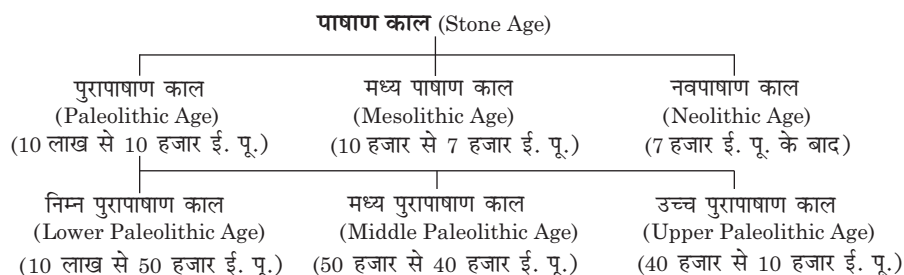 पाषाण काल (Stone Age)
पुरापाषाण काल
(Paleolithic Age)
(10 लाख से 10 हजार ई. पू.)
मध्य पाषाण काल
(Mesolithic Age)
(10 हजार से 7 हजार ई. पू.)
नवपाषाण काल
(Neolithic Age)
(7 हजार ई. पू. के बाद)
निम्न पुरापाषाण काल
(Lower Paleolithic Age)
(10 लाख से 50 हजार ई. पू.)
मध्य पुरापाषाण काल
(Middle Paleolithic Age)
(50 हजार से 40 हजार ई. पू.)
उच्च पुरापाषाण काल
(Upper Paleolithic Age)
(40 हजार से 10 हजार ई. पू.)